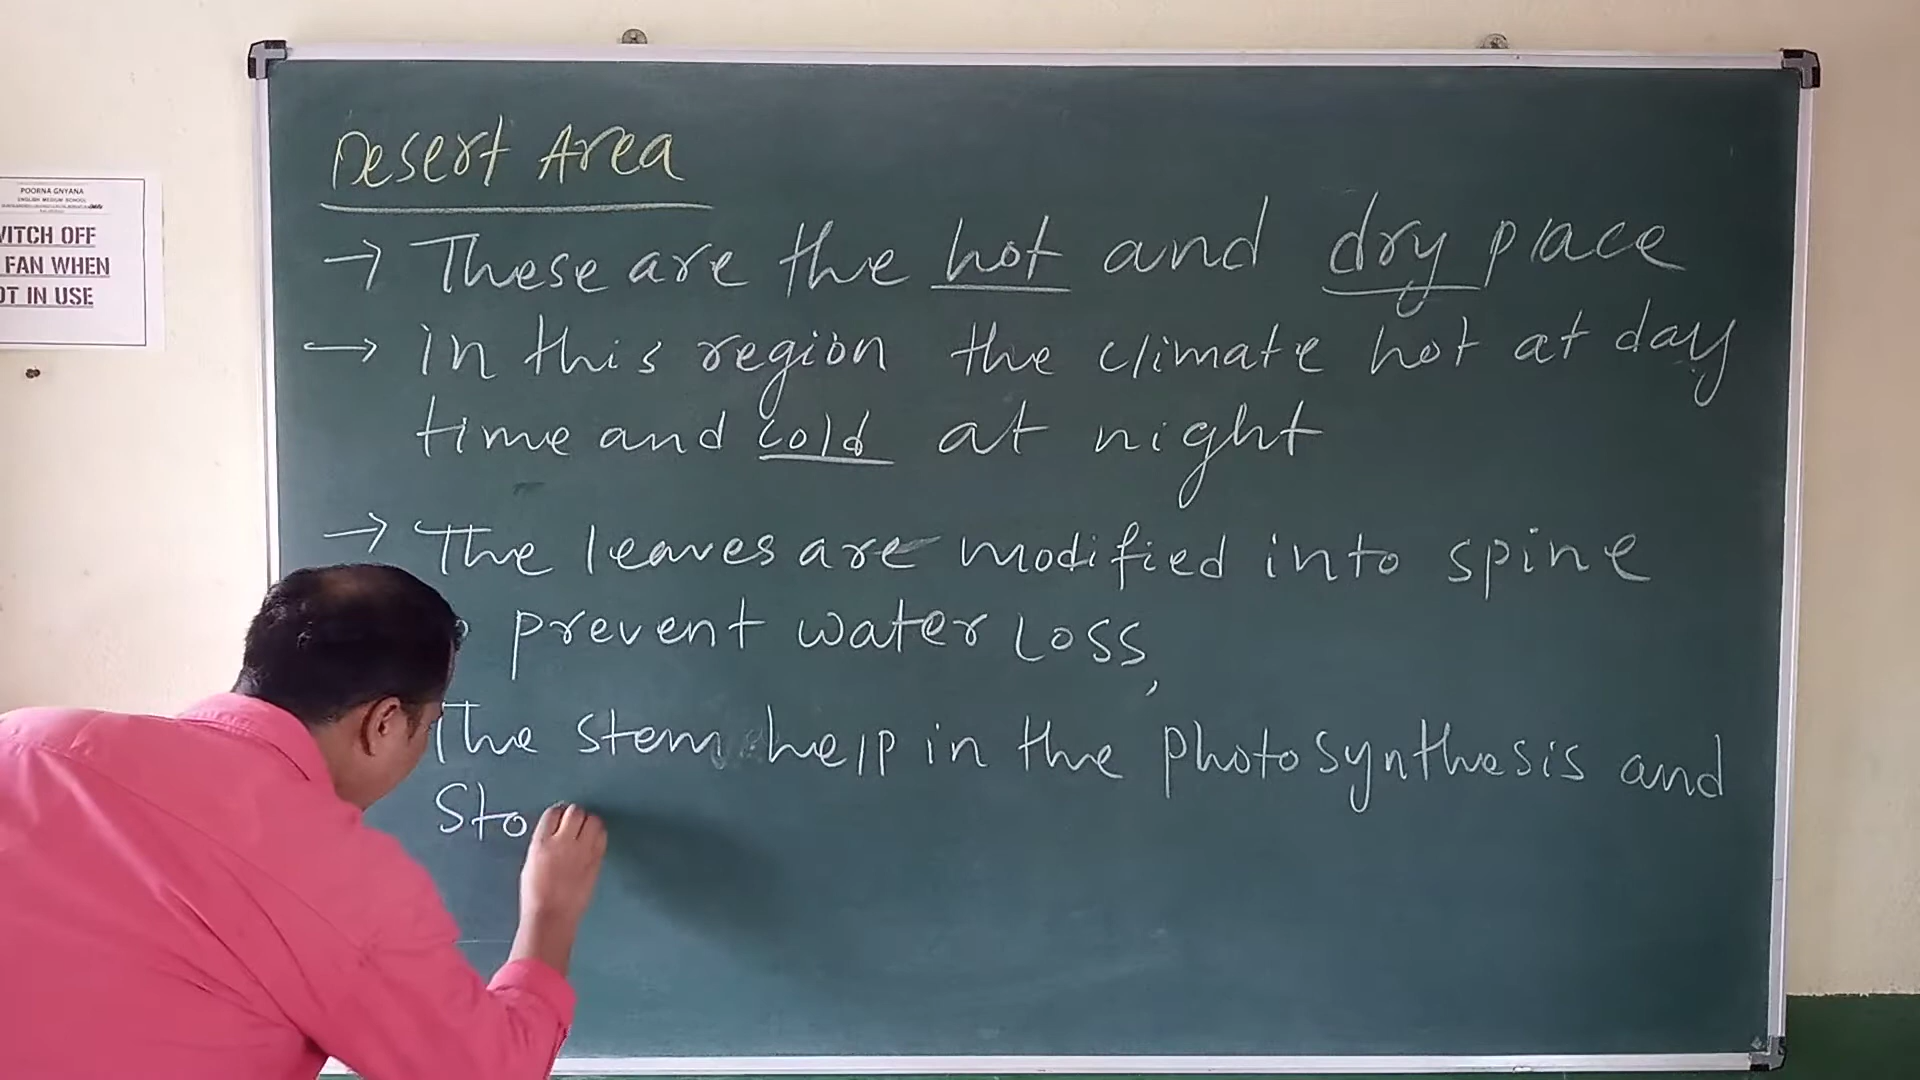 Desert Area
→ These are the hot and dry place
→ In this region the climate hot at day
time and cold at night
→ The leaves are modified into spine
prevent water Loss,
The stem help in the photosynthesis and
Sto
POORNA GNYANA
ENGLISH MEDIUM SCHOOL
WITCH OFF
FAN WHEN
OT IN USE